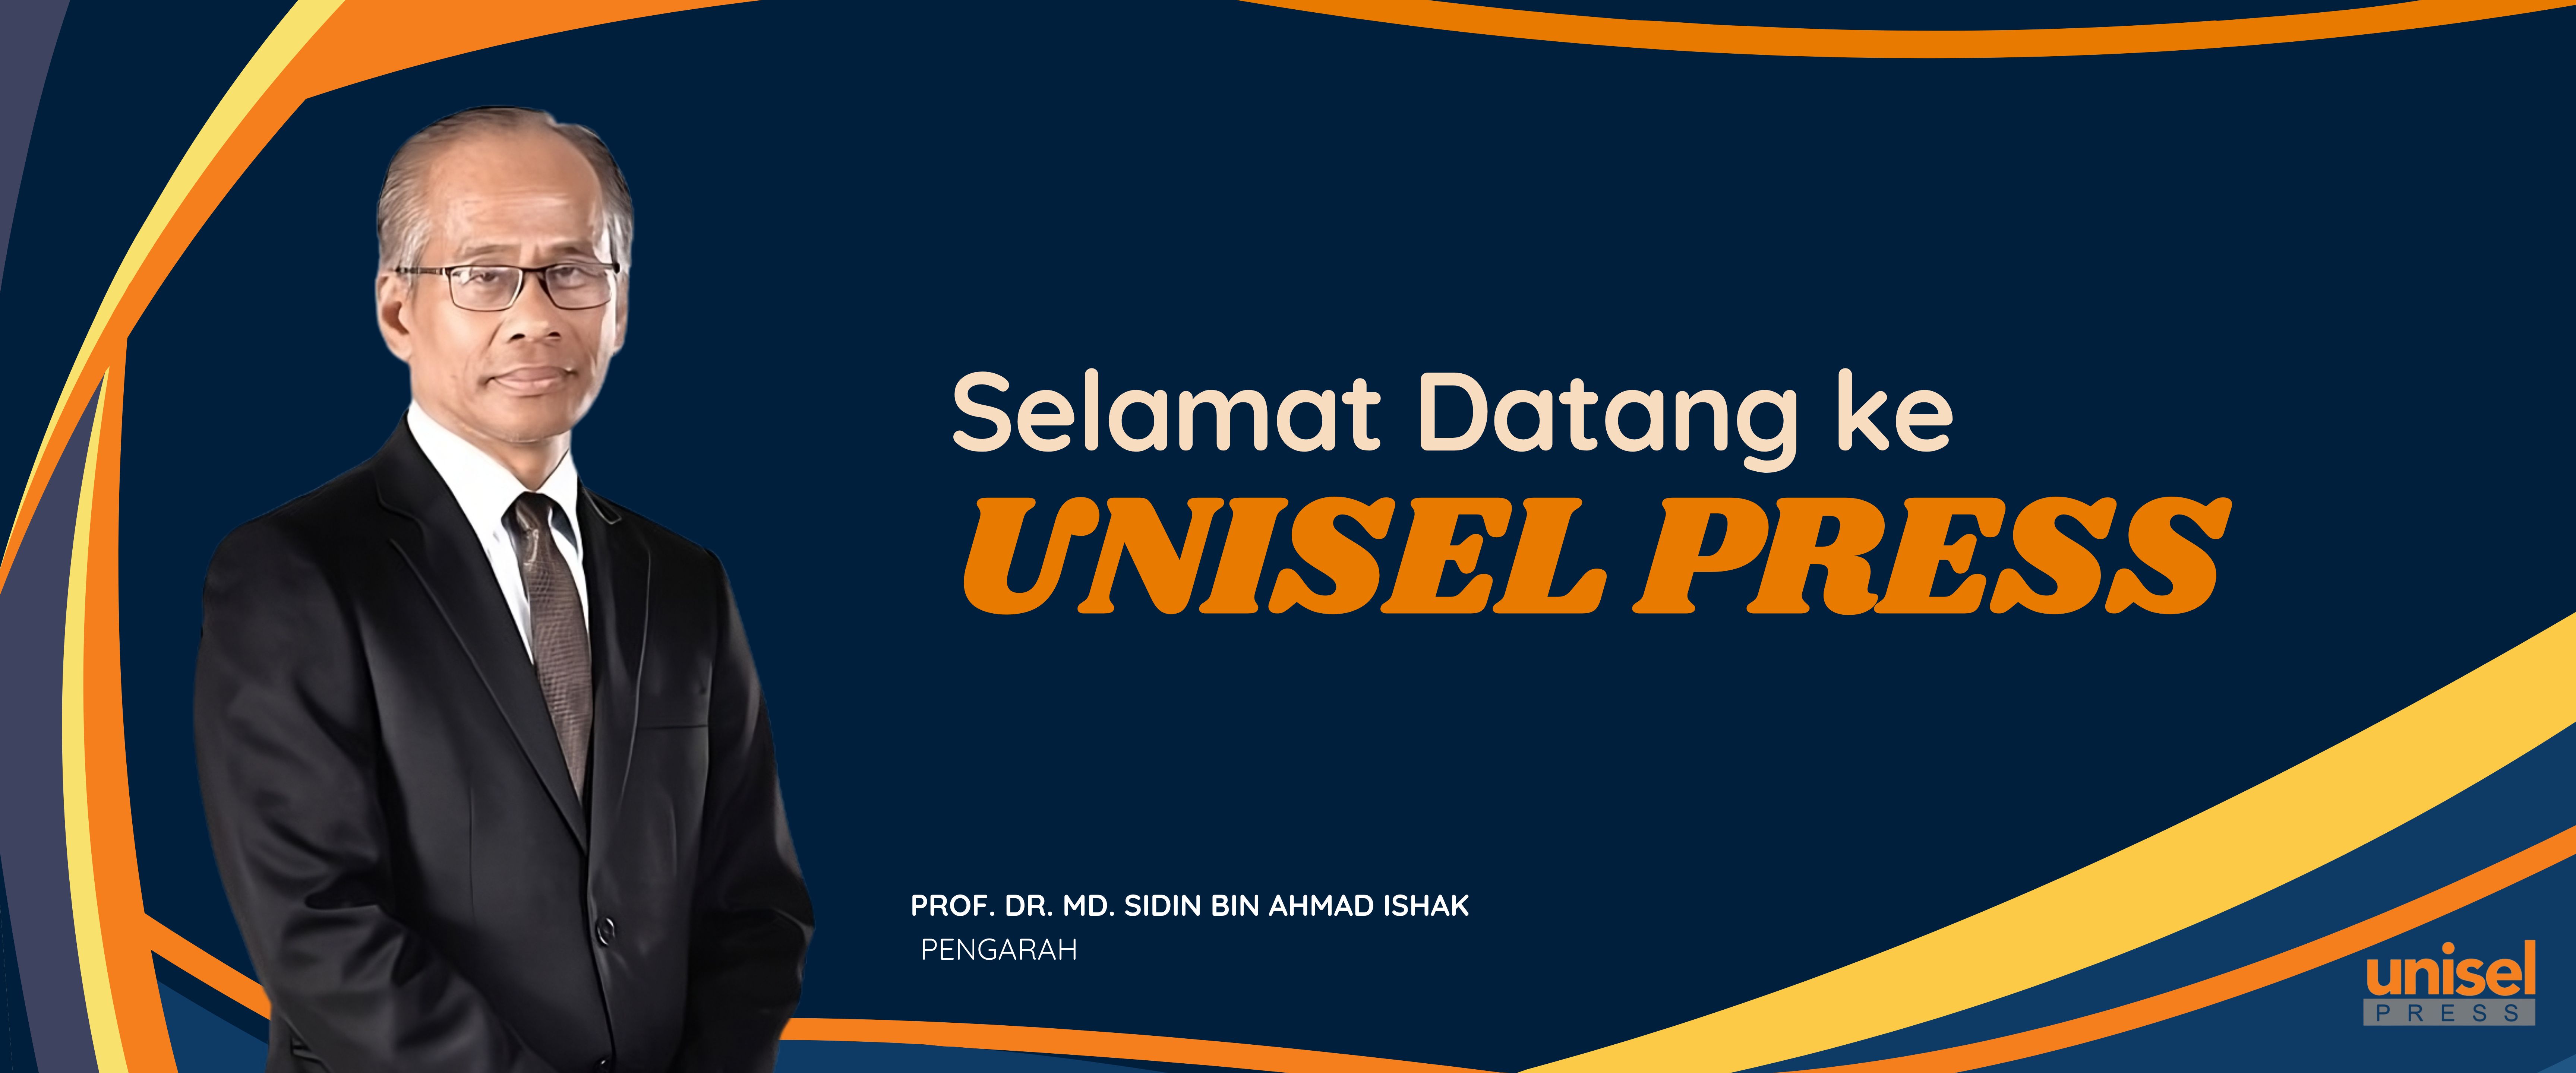 Selamat Datang ke
UNISEL PRESS
PROF. DR. MD. SIDIN BIN AHMAD ISHAK
PENGARAH
unisel
PRESS